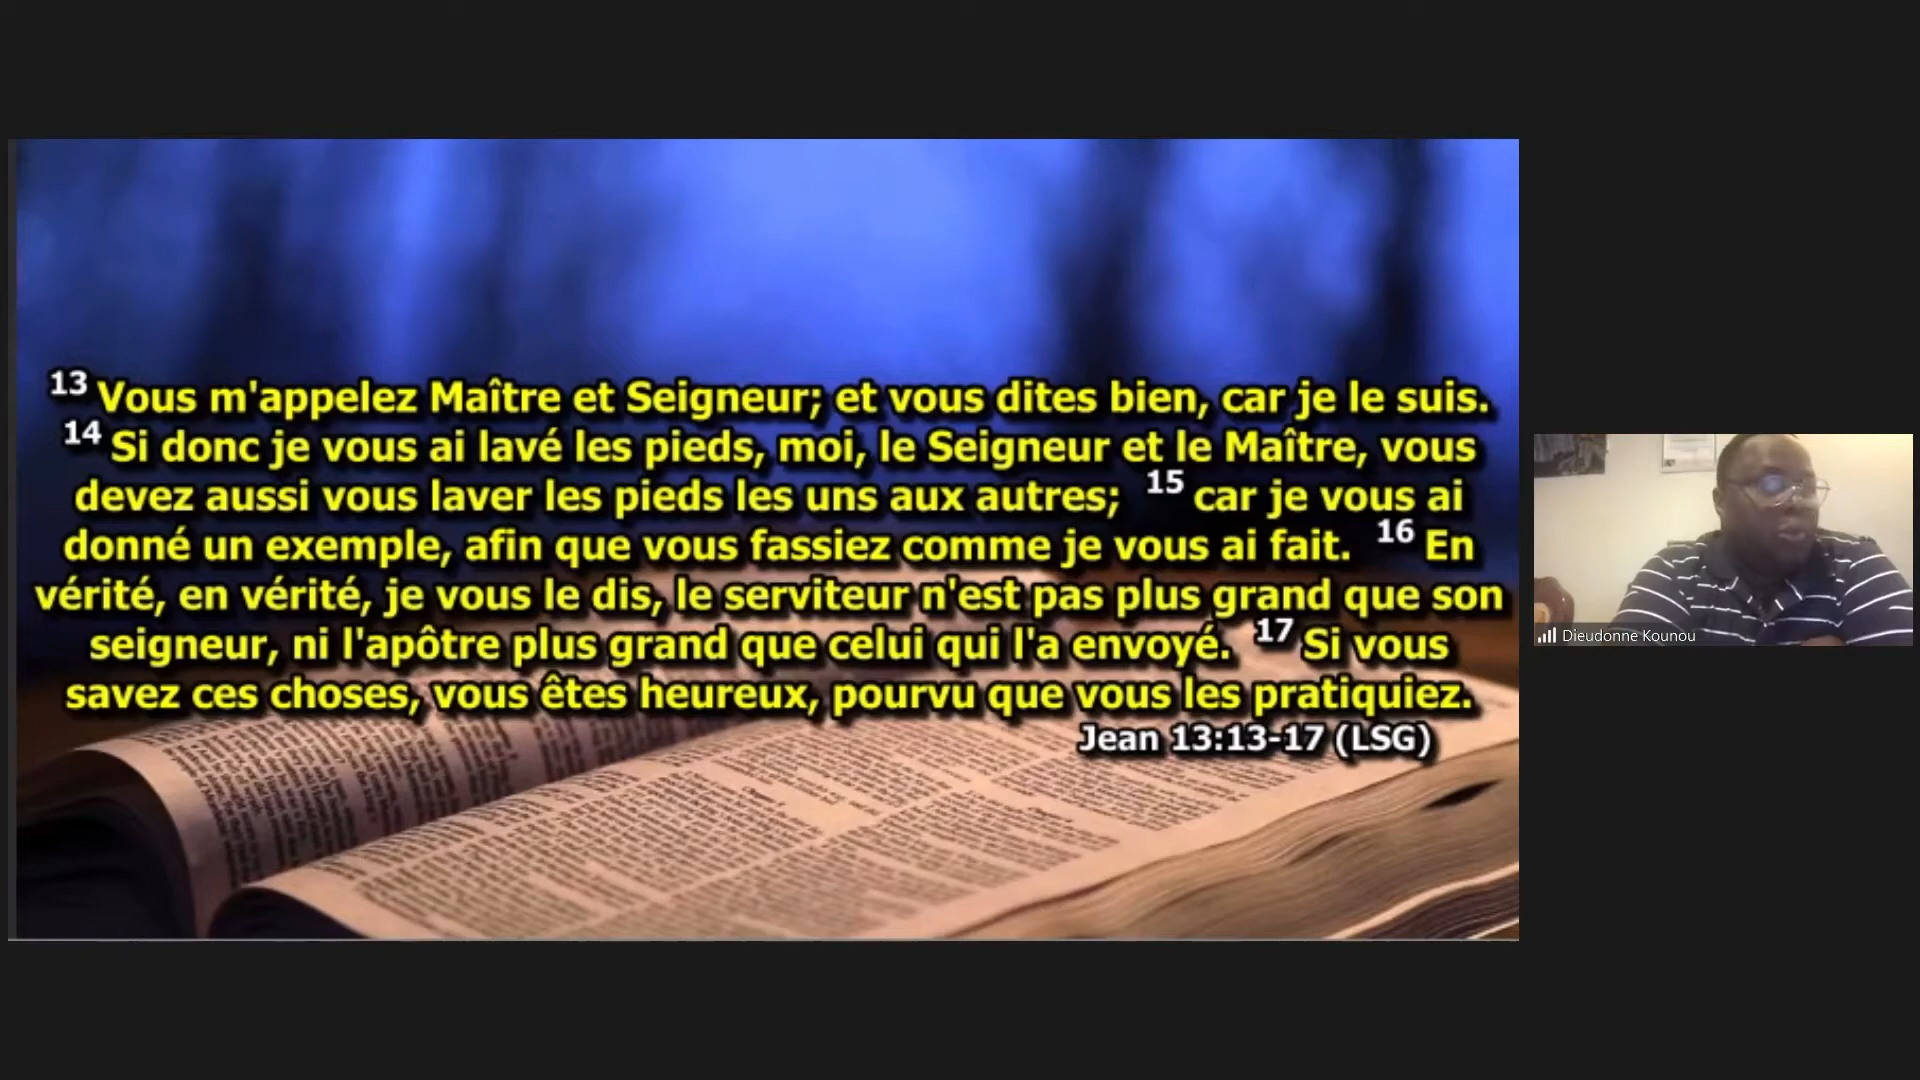 13 Vous m'appelez Maître et Seigneur; et vous dites bien, car je le suis.
14 Si donc je vous ai lavé les pieds, moi, le Seigneur et le Maître, vous
devez aussi vous laver les pieds les uns aux autres; 15 car je vous ai
donné un exemple, afin que vous fassiez comme je vous ai fait. 16 En
vérité, en vérité, je vous le dis, le serviteur n'est pas plus grand que son
seigneur, ni l'apôtre plus grand que celui qui l'a envoyé. 17 Si vous
savez ces choses, vous êtes heureux, pourvu que vous les pratiquiez.
Jean 13:13-17 (LSG)
Dieudonne Kounou